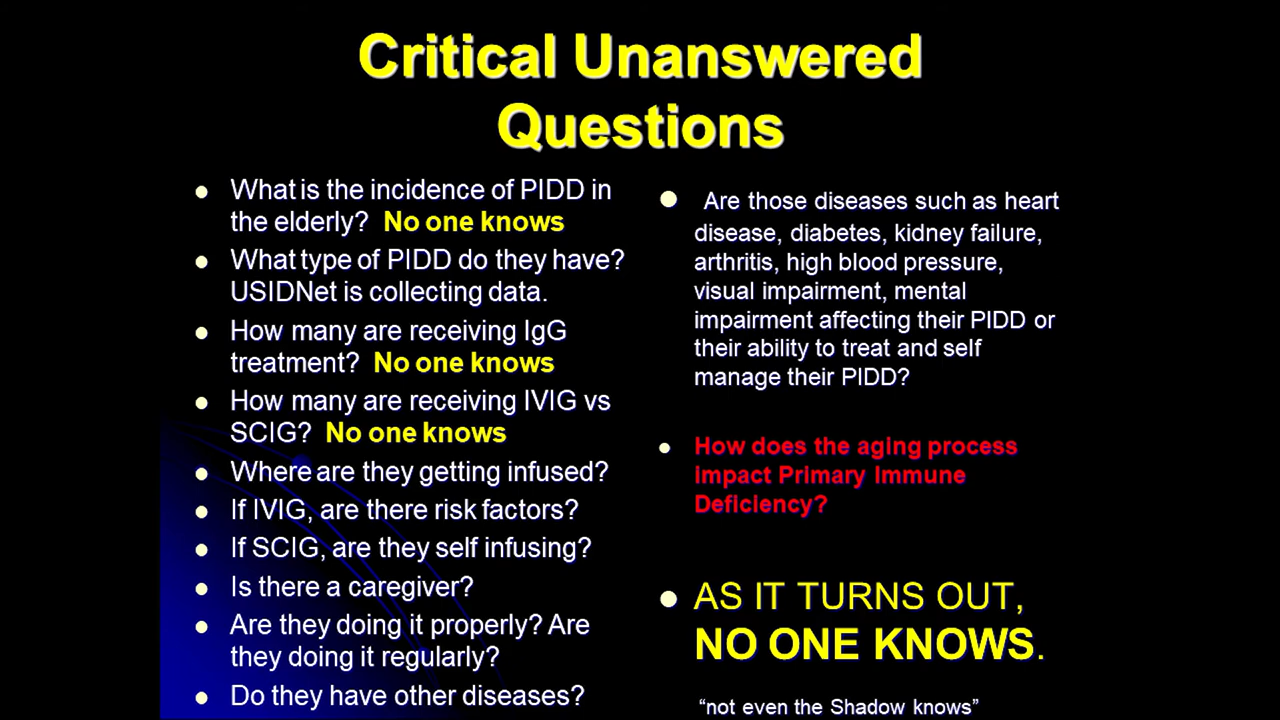 Critical Unanswered
Questions
What is the incidence of PIDD in
the elderly? No one knows
What type of PIDD do they have?
USIDNet is collecting data.
How many are receiving IgG
treatment? No one knows
How many are receiving IVIG vs
SCIG? No one knows
Where are they getting infused?
If IVIG, are there risk factors?
If SCIG, are they self infusing?
Is there a caregiver?
Are they doing it properly? Are
they doing it regularly?
Do they have other diseases?
Are those diseases such as heart
disease, diabetes, kidney failure,
arthritis, high blood pressure,
visual impairment, mental
impairment affecting their PIDD or
their ability to treat and self
manage their PIDD?
How does the aging process
impact Primary Immune
Deficiency?
AS IT TURNS OUT,
NO ONE KNOWS.
“not even the Shadow knows”